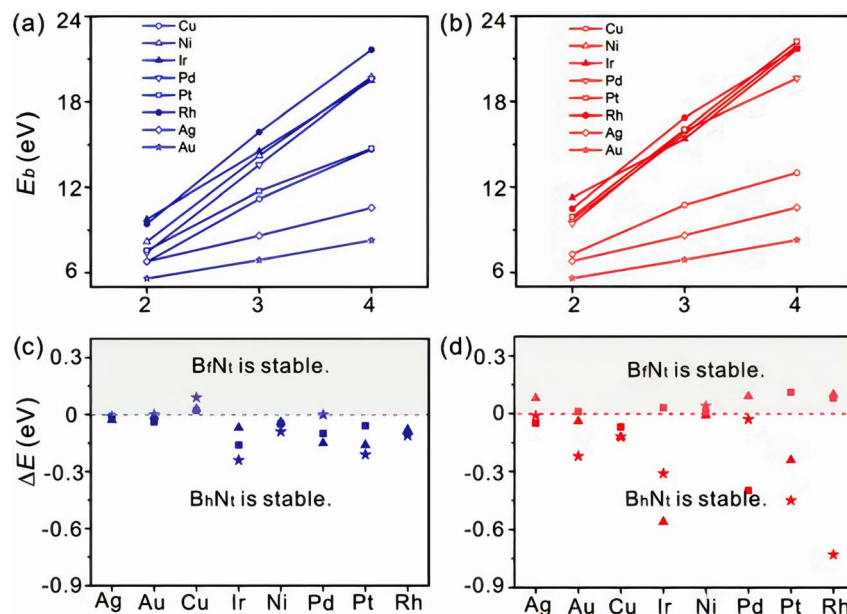 (a)
24
18
12
6
E_b (eV)
Cu
Ni
Ir
Pd
Pt
Rh
Ag
Au
2 3 4
(b)
24
18
12
6
Cu
Ni
Ir
Pd
Pt
Rh
Ag
Au
2 3 4
(c)
0.3
0
-0.3
-0.6
-0.9
ΔE (eV)
BfNt is stable.
BhNt is stable.
Ag Au Cu Ir Ni Pd Pt Rh
(d)
0.3
0
-0.3
-0.6
-0.9
BfNt is stable.
BhNt is stable.
Ag Au Cu Ir Ni Pd Pt Rh